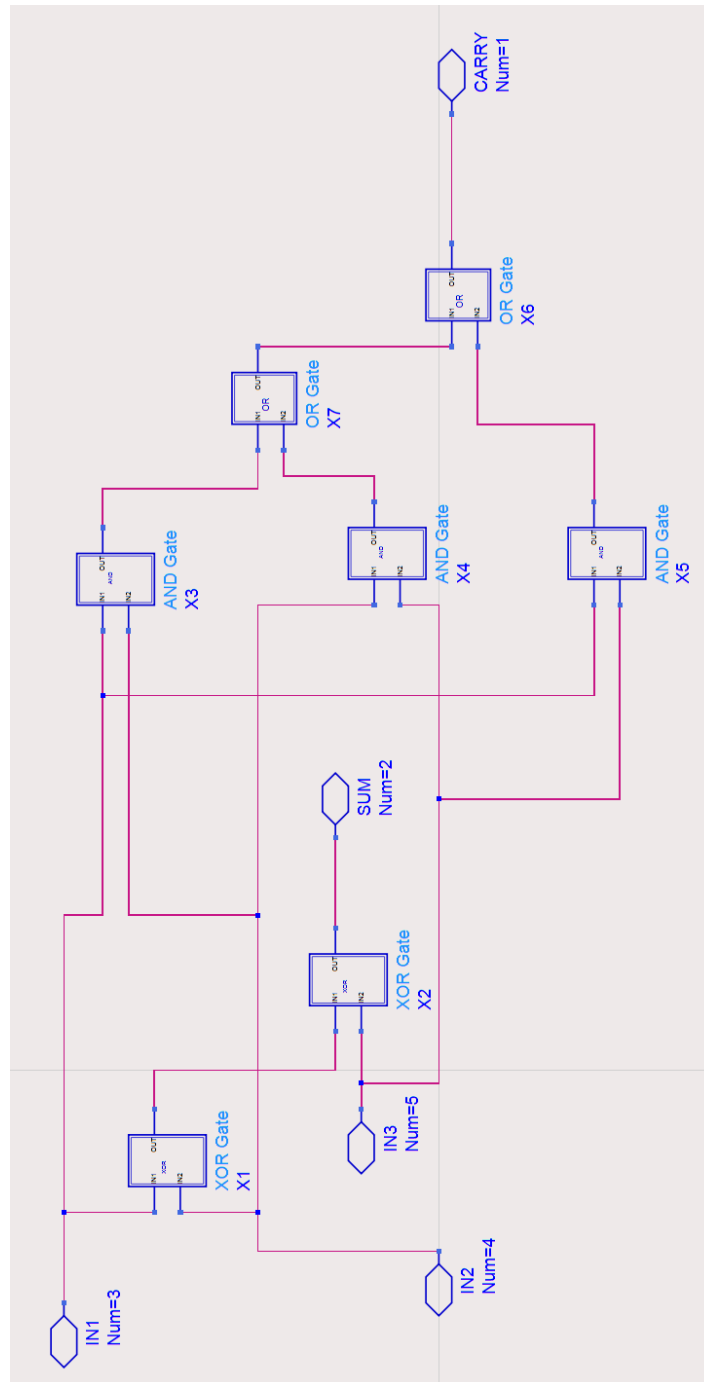 CARRY
Num=1
OUT
OR
IN1
IN2
OR Gate
X6
OUT
OR
IN1
IN2
OR Gate
X7
OUT
AND
IN1
IN2
AND Gate
X3
OUT
AND
IN1
IN2
AND Gate
X4
OUT
AND
IN1
IN2
AND Gate
X5
SUM
Num=2
OUT
XOR
IN1
IN2
XOR Gate
X2
OUT
XOR
IN1
IN2
XOR Gate
X1
IN3
Num=5
IN2
Num=4
IN1
Num=3